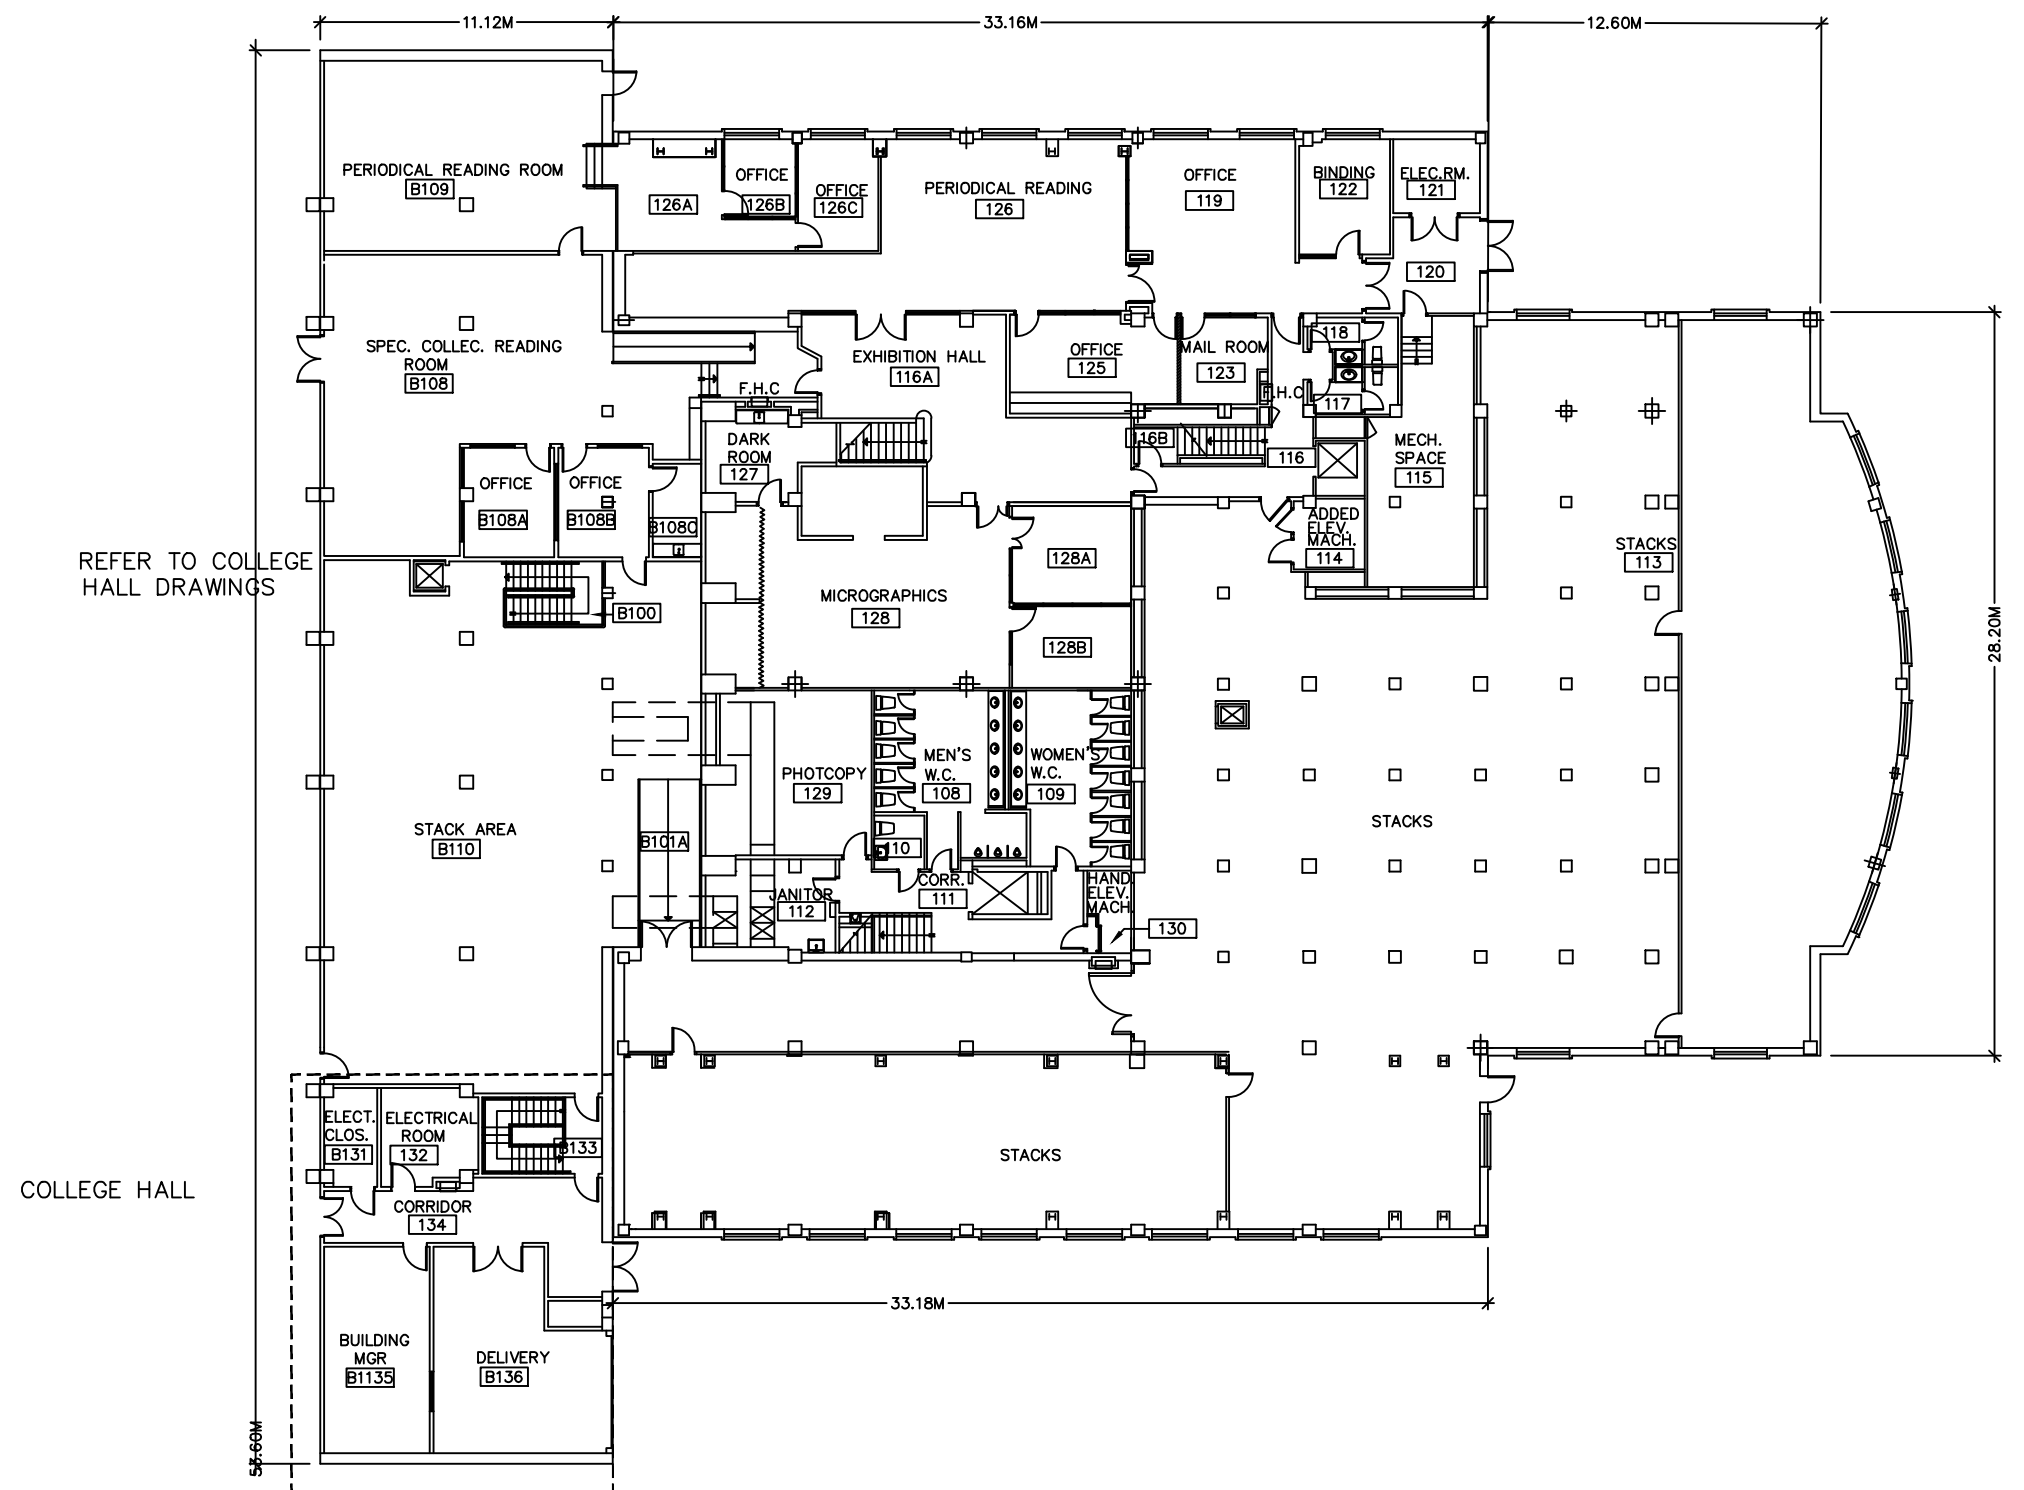 11.12M
33.16M
12.60M
PERIODICAL READING ROOM
B109
126A
OFFICE
126B
OFFICE
126C
PERIODICAL READING
126
OFFICE
119
BINDING
122
ELEC.RM.
121
120
SPEC. COLLEC. READING
ROOM
B108
F.H.C
EXHIBITION HALL
116A
OFFICE
125
MAIL ROOM
123
F.H.C
118
117
DARK
ROOM
127
116B
116
MECH.
SPACE
115
OFFICE
B108A
OFFICE
B108B
B108C
ADDED
ELEV.
MACH.
114
STACKS
113
REFER TO COLLEGE
HALL DRAWINGS
B100
MICROGRAPHICS
128
128A
128B
28.20M
PHOTCOPY
129
MEN'S
W.C.
108
WOMEN'S
W.C.
109
STACK AREA
B110
B101A
110
STACKS
JANITOR
112
CORR.
111
HAND.
ELEV.
MACH.
130
ELECT.
CLOS.
B131
ELECTRICAL
ROOM
132
B133
STACKS
COLLEGE HALL
CORRIDOR
134
33.18M
BUILDING
MGR
B1135
DELIVERY
B136
53.60M